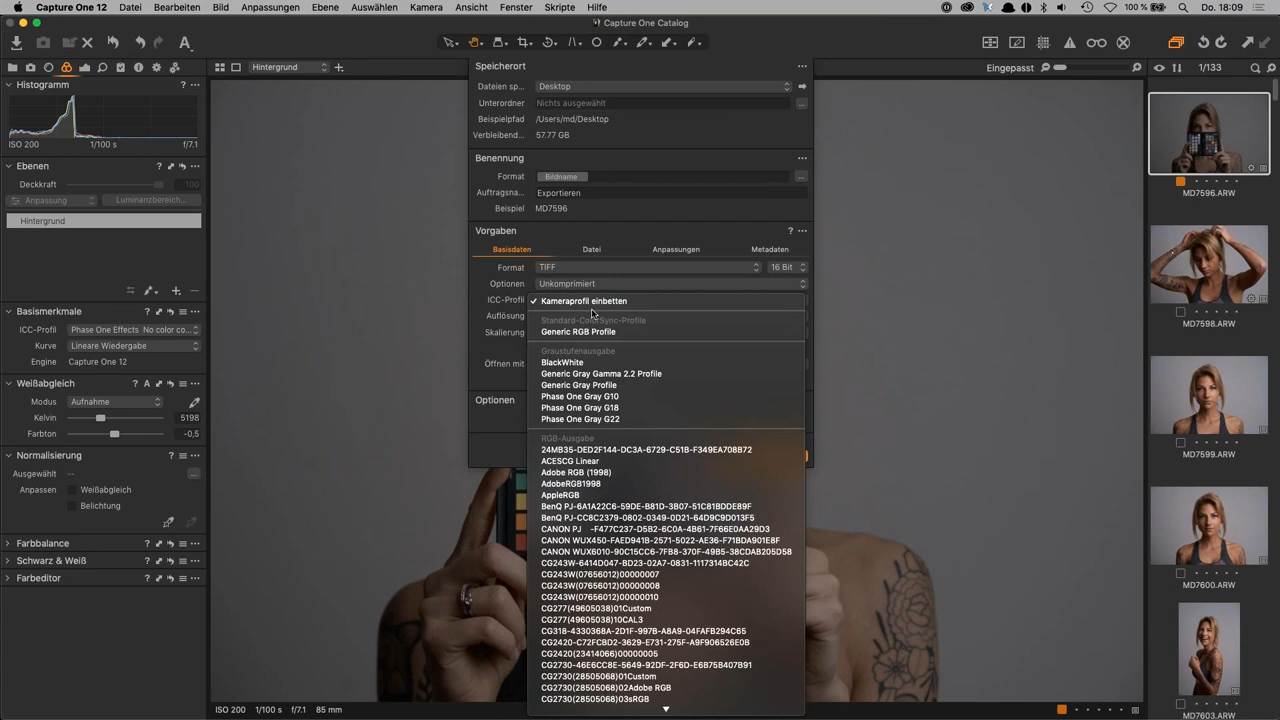 Capture One 12 Datei Bearbeiten Bild Anpassungen Ebene Auswählen Kamera Ansicht Fenster Skripte Hilfe 100 % Do. 18:09
Capture One Catalog
Hintergrund
Eingepasst
1/133
Histogramm
ISO 200 1/100 s f/7.1
Ebenen
Deckkraft 100
Anpassung Luminanzbereich...
Hintergrund
Basismerkmale
ICC-Profil Phase One Effects No color co...
Kurve Lineare Wiedergabe
Engine Capture One 12
Weißabgleich
Modus Aufnahme
Kelvin 5198
Farbton -0,5
Normalisierung
Ausgewählt --
Anpassen Weißabgleich
Belichtung
Farbbalance
Schwarz & Weiß
Farbeditor
Speicherort
Dateien sp... Desktop
Unterordner Nichts ausgewählt
Beispielpfad /Users/md/Desktop
Verbleibend... 57.77 GB
Benennung
Format Bildname
Auftragsna... Exportieren
Beispiel MD7596
Vorgaben
Basisdaten Datei Anpassungen Metadaten
Format TIFF 16 Bit
Optionen Unkomprimiert
ICC-Profil
Auflösung
Skalierung
Öffnen mit
Optionen
✓ Kameraprofil einbetten
Standard-ColorSync-Profile
Generic RGB Profile
Graustufenausgabe
BlackWhite
Generic Gray Gamma 2.2 Profile
Generic Gray Profile
Phase One Gray G10
Phase One Gray G18
Phase One Gray G22
RGB-Ausgabe
24MB35-DED2F144-DC3A-6729-C51B-F349EA708B72
ACESCG Linear
Adobe RGB (1998)
AdobeRGB1998
AppleRGB
BenQ PJ-6A1A22C6-59DE-B81D-3B07-51C81BDDE89F
BenQ PJ-CC8C2379-0802-0349-0D21-64D9C9D013F5
CANON PJ -F477C237-D5B2-6C0A-4B61-7F66E0AA29D3
CANON WUX450-FAED941B-2571-5022-AE36-F71BDA901E8F
CANON WUX6010-90C15CC6-7FB8-370F-49B5-38CDAB205D58
CG243W-6414D047-BD23-02A7-0831-1117314BC42C
CG243W(07656012)00000007
CG243W(07656012)00000008
CG243W(07656012)00000010
CG277(49605038)01Custom
CG277(49605038)10CAL3
CG318-4330368A-2D1F-997B-A8A9-04FAFB294C65
CG2420-C72FCBD2-3629-E731-275F-A9F906526E0B
CG2420(23414066)00000005
CG2730-46E6CC8E-5649-92DF-2F6D-E6B75B407B91
CG2730(28505068)01Custom
CG2730(28505068)02Adobe RGB
CG2730(28505068)03sRGB
MD7596.ARW
MD7598.ARW
MD7599.ARW
MD7600.ARW
MD7603.ARW
ISO 200 1/100 s f/7.1 85 mm